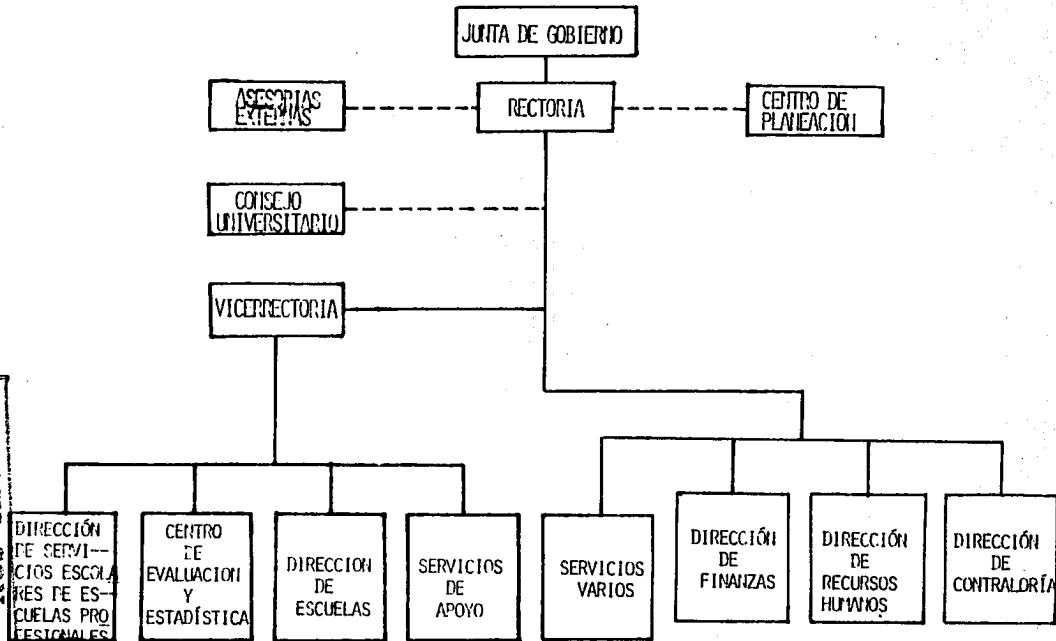 JUNTA DE GOBIERNO
ASESORIAS
EXTERNAS
RECTORIA
CENTRO DE
PLANEACION
CONSEJO
UNIVERSITARIO
VICERRECTORIA
DIRECCIÓN
DE SERVI--
CIOS ESCOLA
RES DE ES--
CUELAS PRO
FESIONALES
CENTRO
DE
EVALUACION
Y
ESTADÍSTICA
DIRECCION
DE
ESCUELAS
SERVICIOS
DE
APOYO
SERVICIOS
VARIOS
DIRECCIÓN
DE
FINANZAS
DIRECCIÓN
DE
RECURSOS
HUMANOS
DIRECCIÓN
DE
CONTRALORÍA